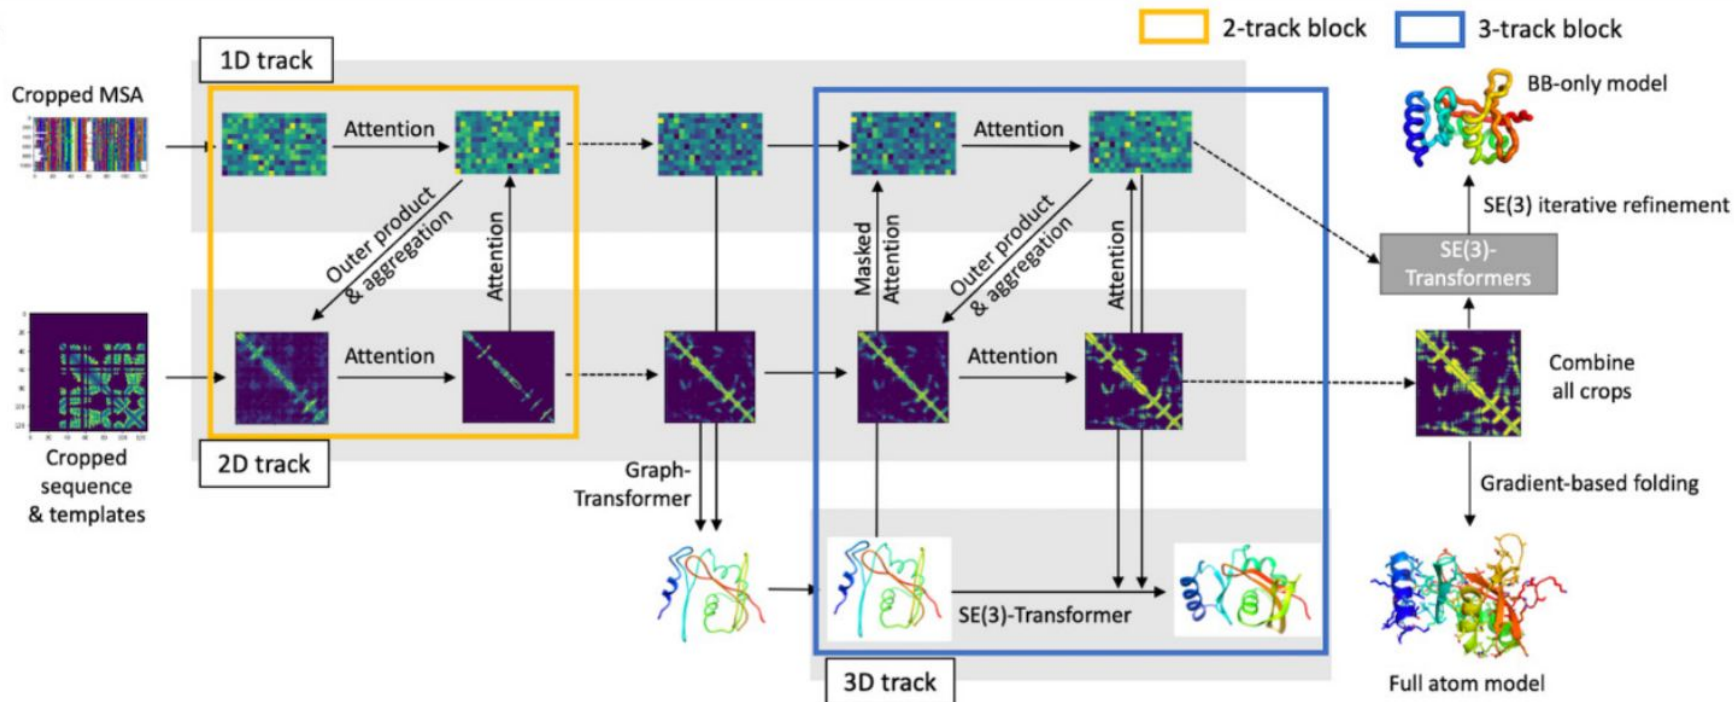 2-track block
3-track block
1D track
Cropped MSA
BB-only model
Attention
Attention
Outer product
& aggregation
Attention
Masked
Attention
Outer product
& aggregation
Attention
SE(3) iterative refinement
SE(3)-
Transformers
Attention
Attention
Combine
all crops
Cropped
sequence
& templates
2D track
Graph-
Transformer
Gradient-based folding
SE(3)-Transformer
3D track
Full atom model